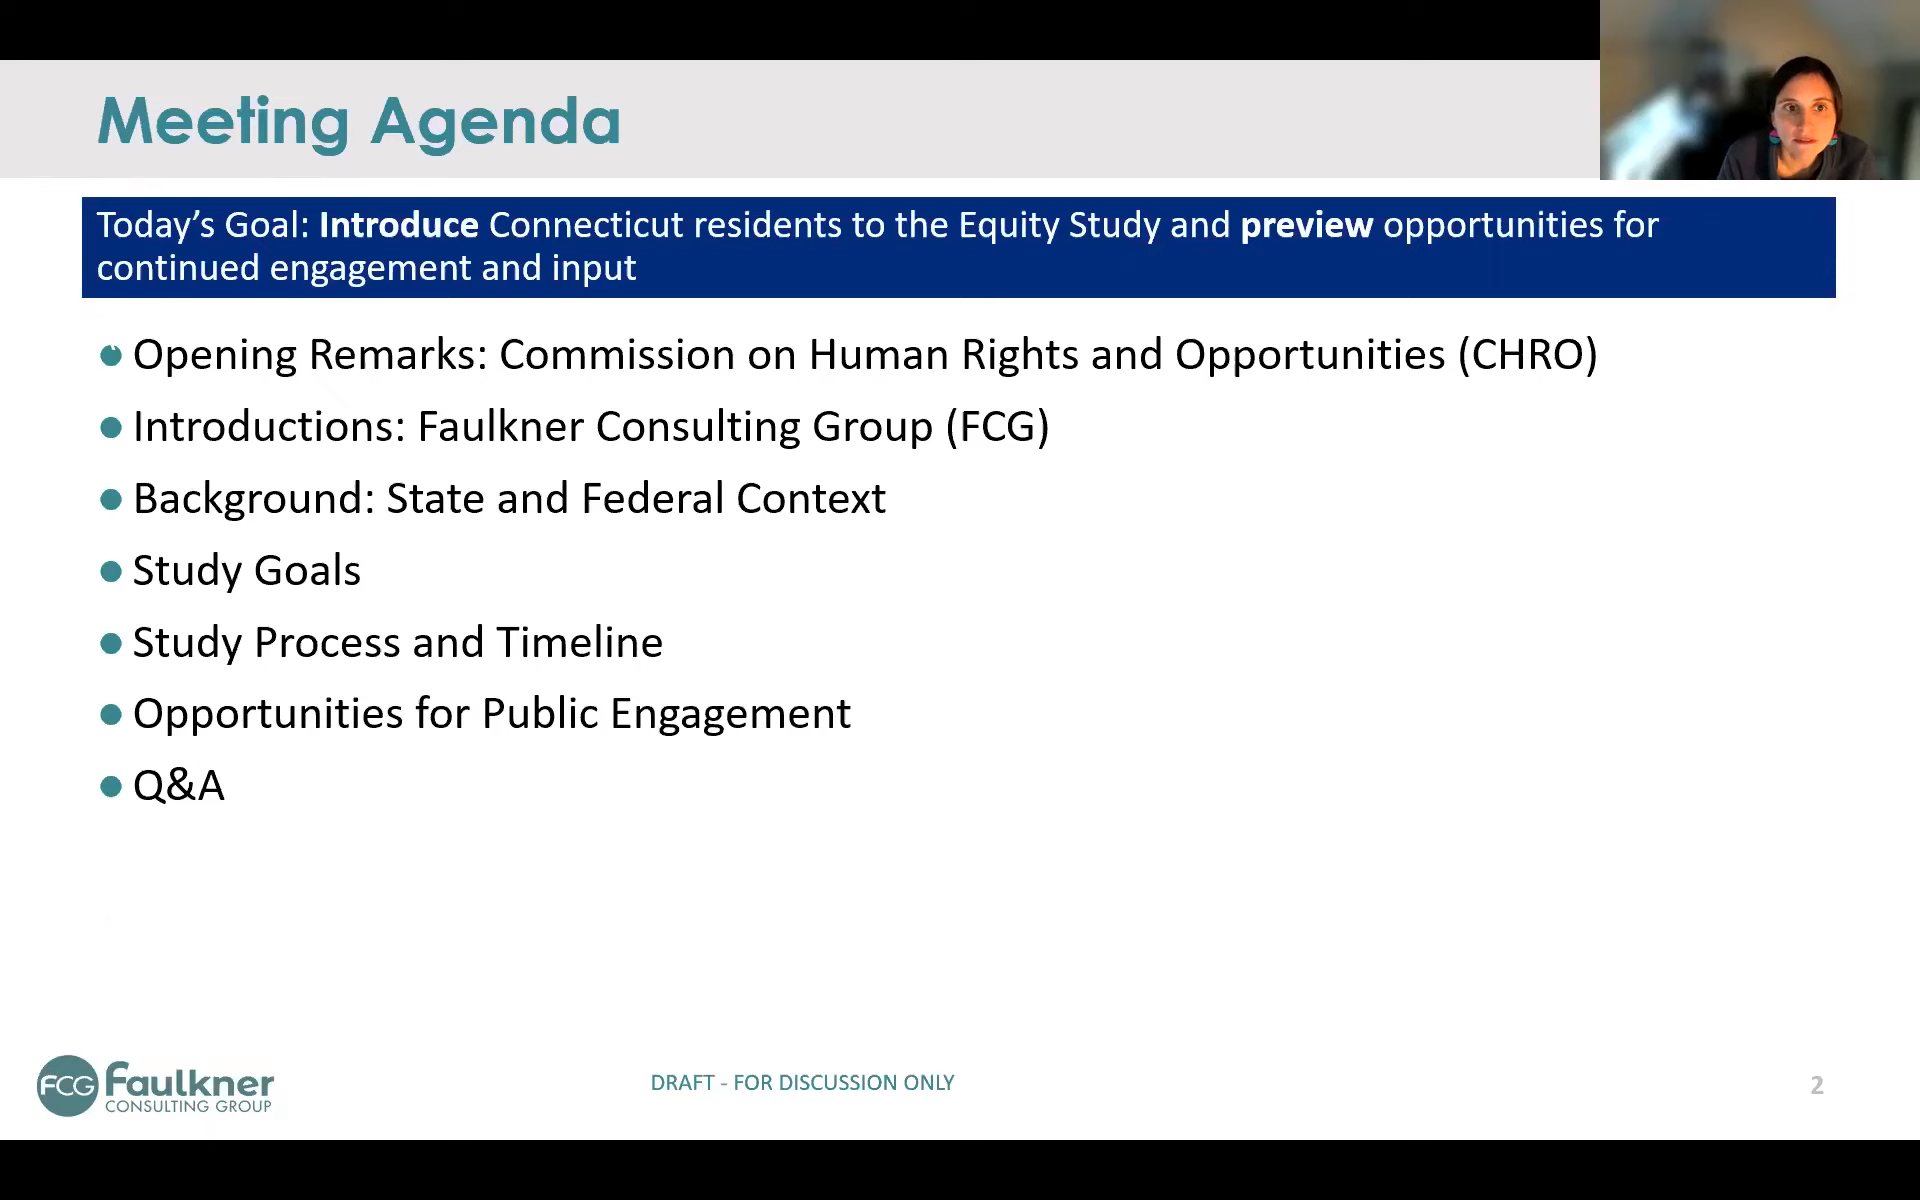 Meeting Agenda
Today’s Goal: Introduce Connecticut residents to the Equity Study and preview opportunities for
continued engagement and input
Opening Remarks: Commission on Human Rights and Opportunities (CHRO)
Introductions: Faulkner Consulting Group (FCG)
Background: State and Federal Context
Study Goals
Study Process and Timeline
Opportunities for Public Engagement
Q&A
FCG Faulkner
CONSULTING GROUP
DRAFT - FOR DISCUSSION ONLY
2